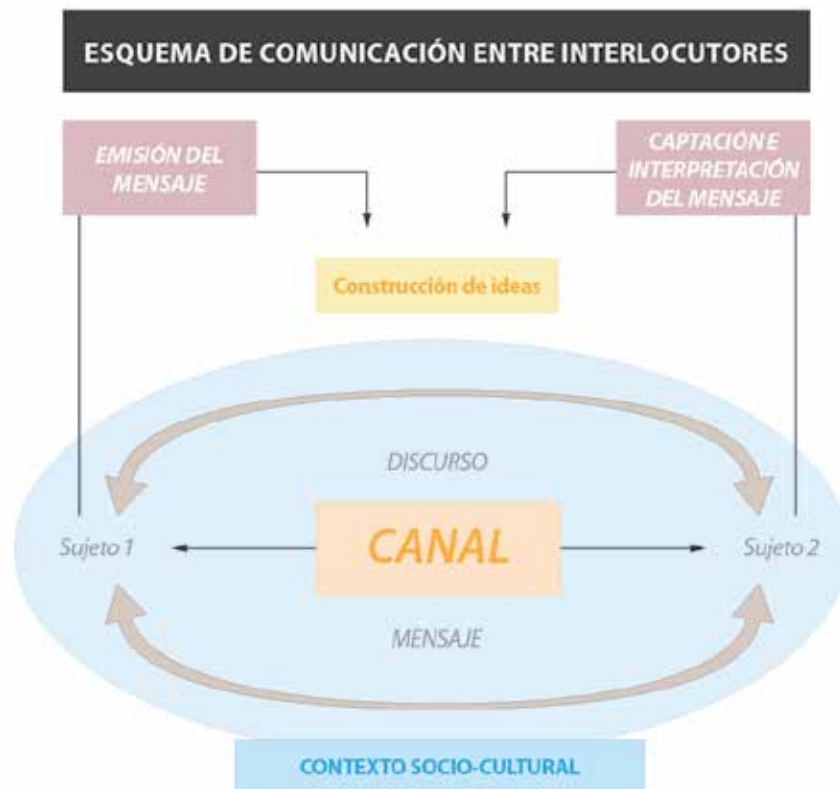 ESQUEMA DE COMUNICACIÓN ENTRE INTERLOCUTORES
EMISIÓN DEL
MENSAJE
CAPTACIÓN E
INTERPRETACIÓN
DEL MENSAJE
Construcción de ideas
DISCURSO
Sujeto 1
CANAL
Sujeto 2
MENSAJE
CONTEXTO SOCIO-CULTURAL